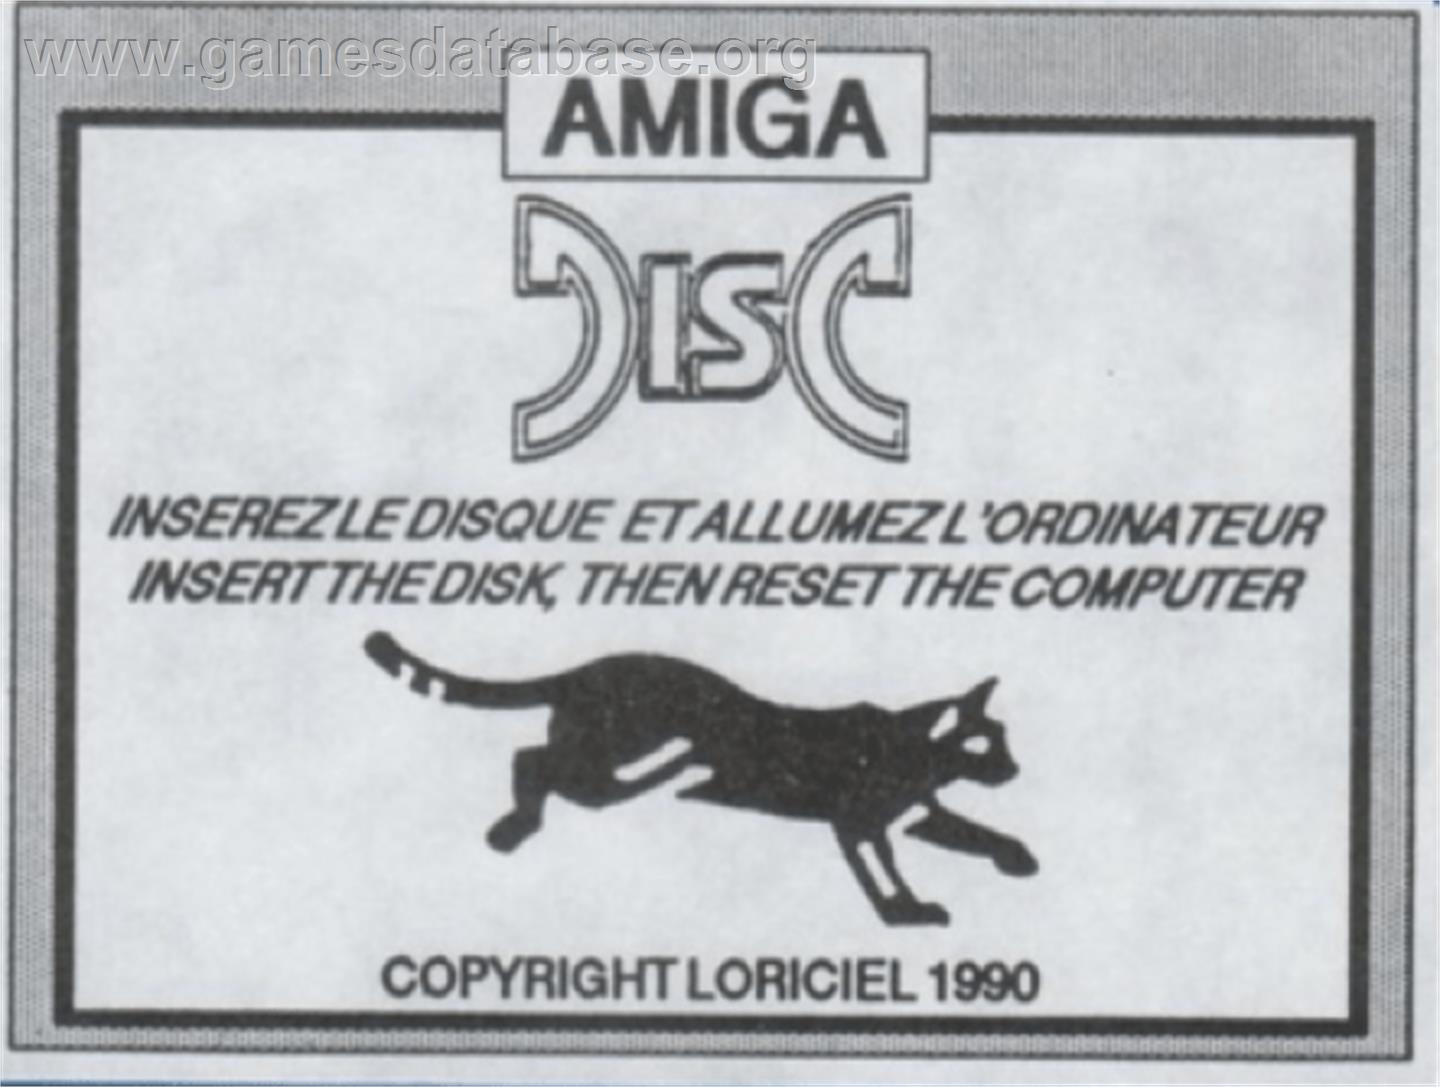 www.gamesdatabase.org
AMIGA
DISC
INSEREZ LE DISQUE ET ALLUMEZ L'ORDINATEUR
INSERT THE DISK, THEN RESET THE COMPUTER
COPYRIGHT LORICIEL 1990